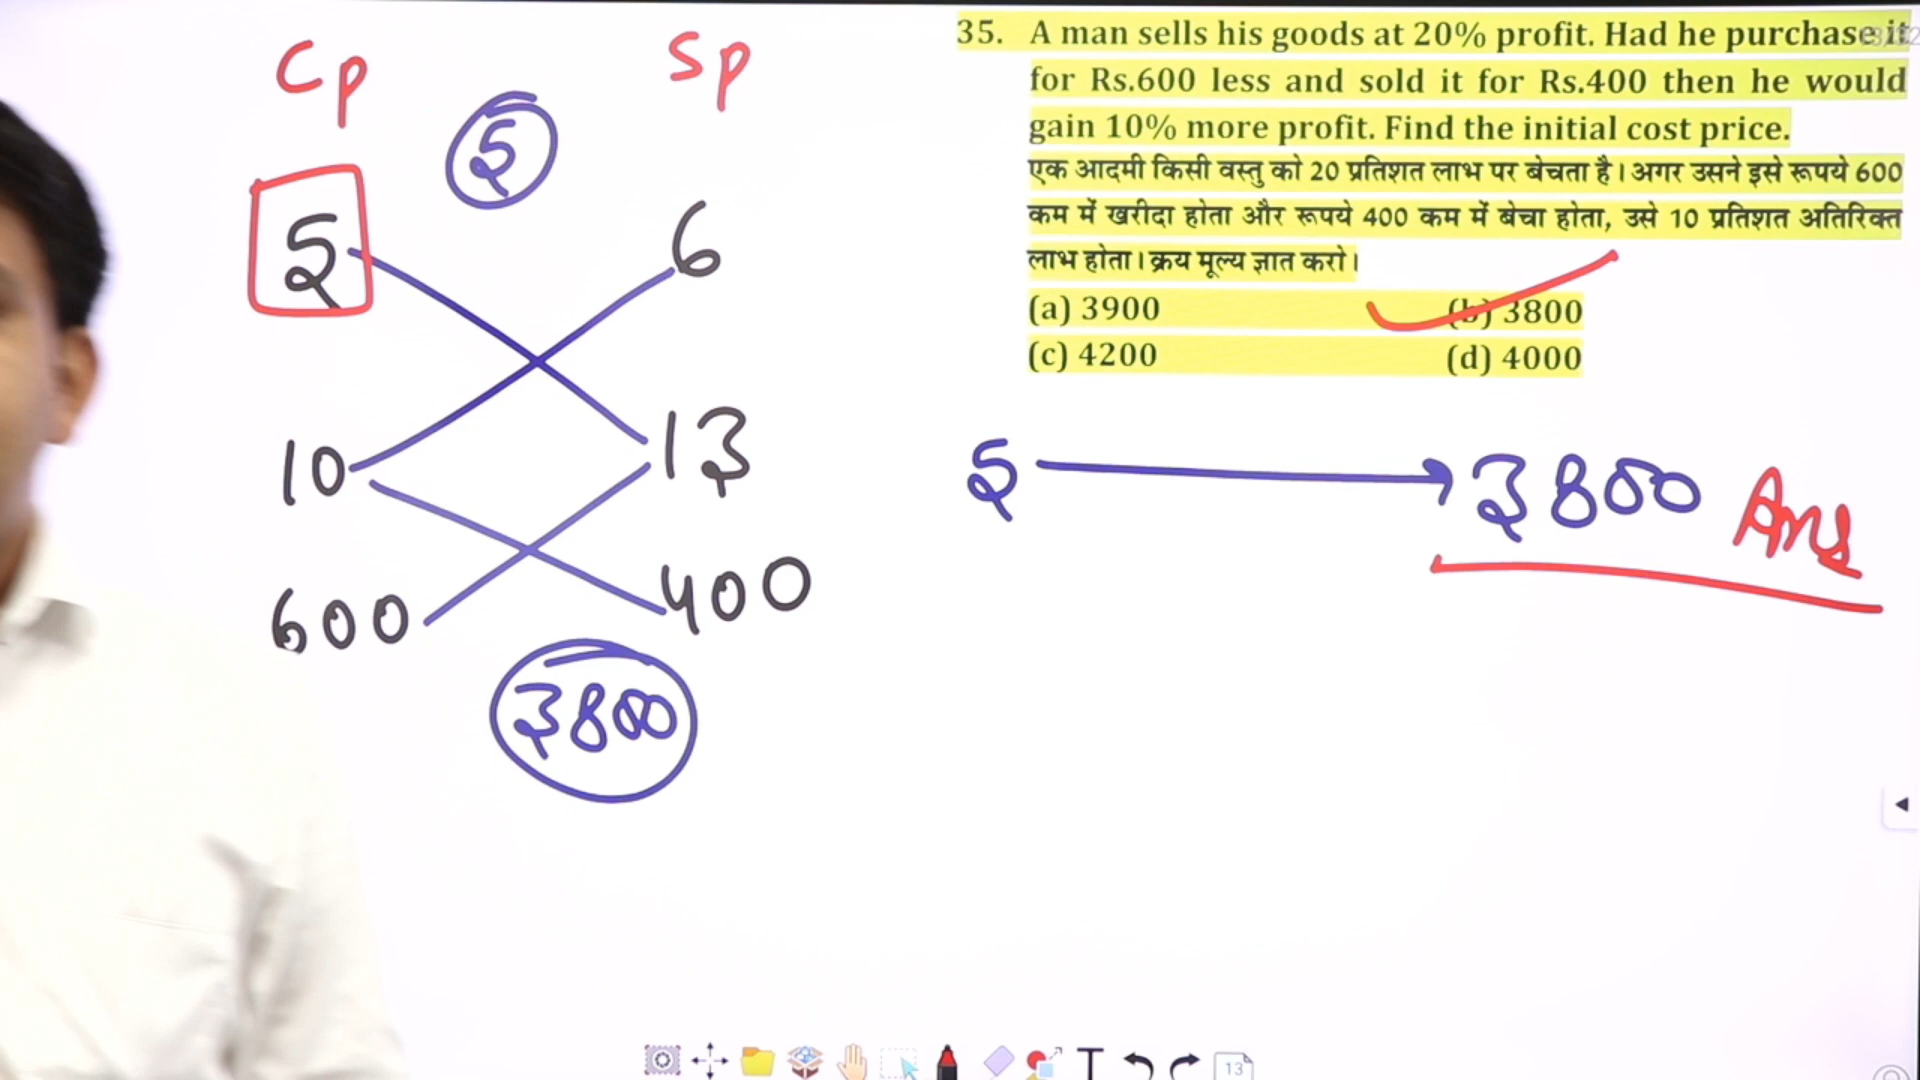 Cp Sp
5
5 6
10 13
600 400
3800
35. A man sells his goods at 20% profit. Had he purchase it
for Rs.600 less and sold it for Rs.400 then he would
gain 10% more profit. Find the initial cost price.
एक आदमी किसी वस्तु को 20 प्रतिशत लाभ पर बेचता है। अगर उसने इसे रूपये 600
कम में खरीदा होता और रूपये 400 कम में बेचा होता, उसे 10 प्रतिशत अतिरिक्त
लाभ होता। क्रय मूल्य ज्ञात करो।
(a) 3900 (b) 3800
(c) 4200 (d) 4000
5 3800 Ans
T 13